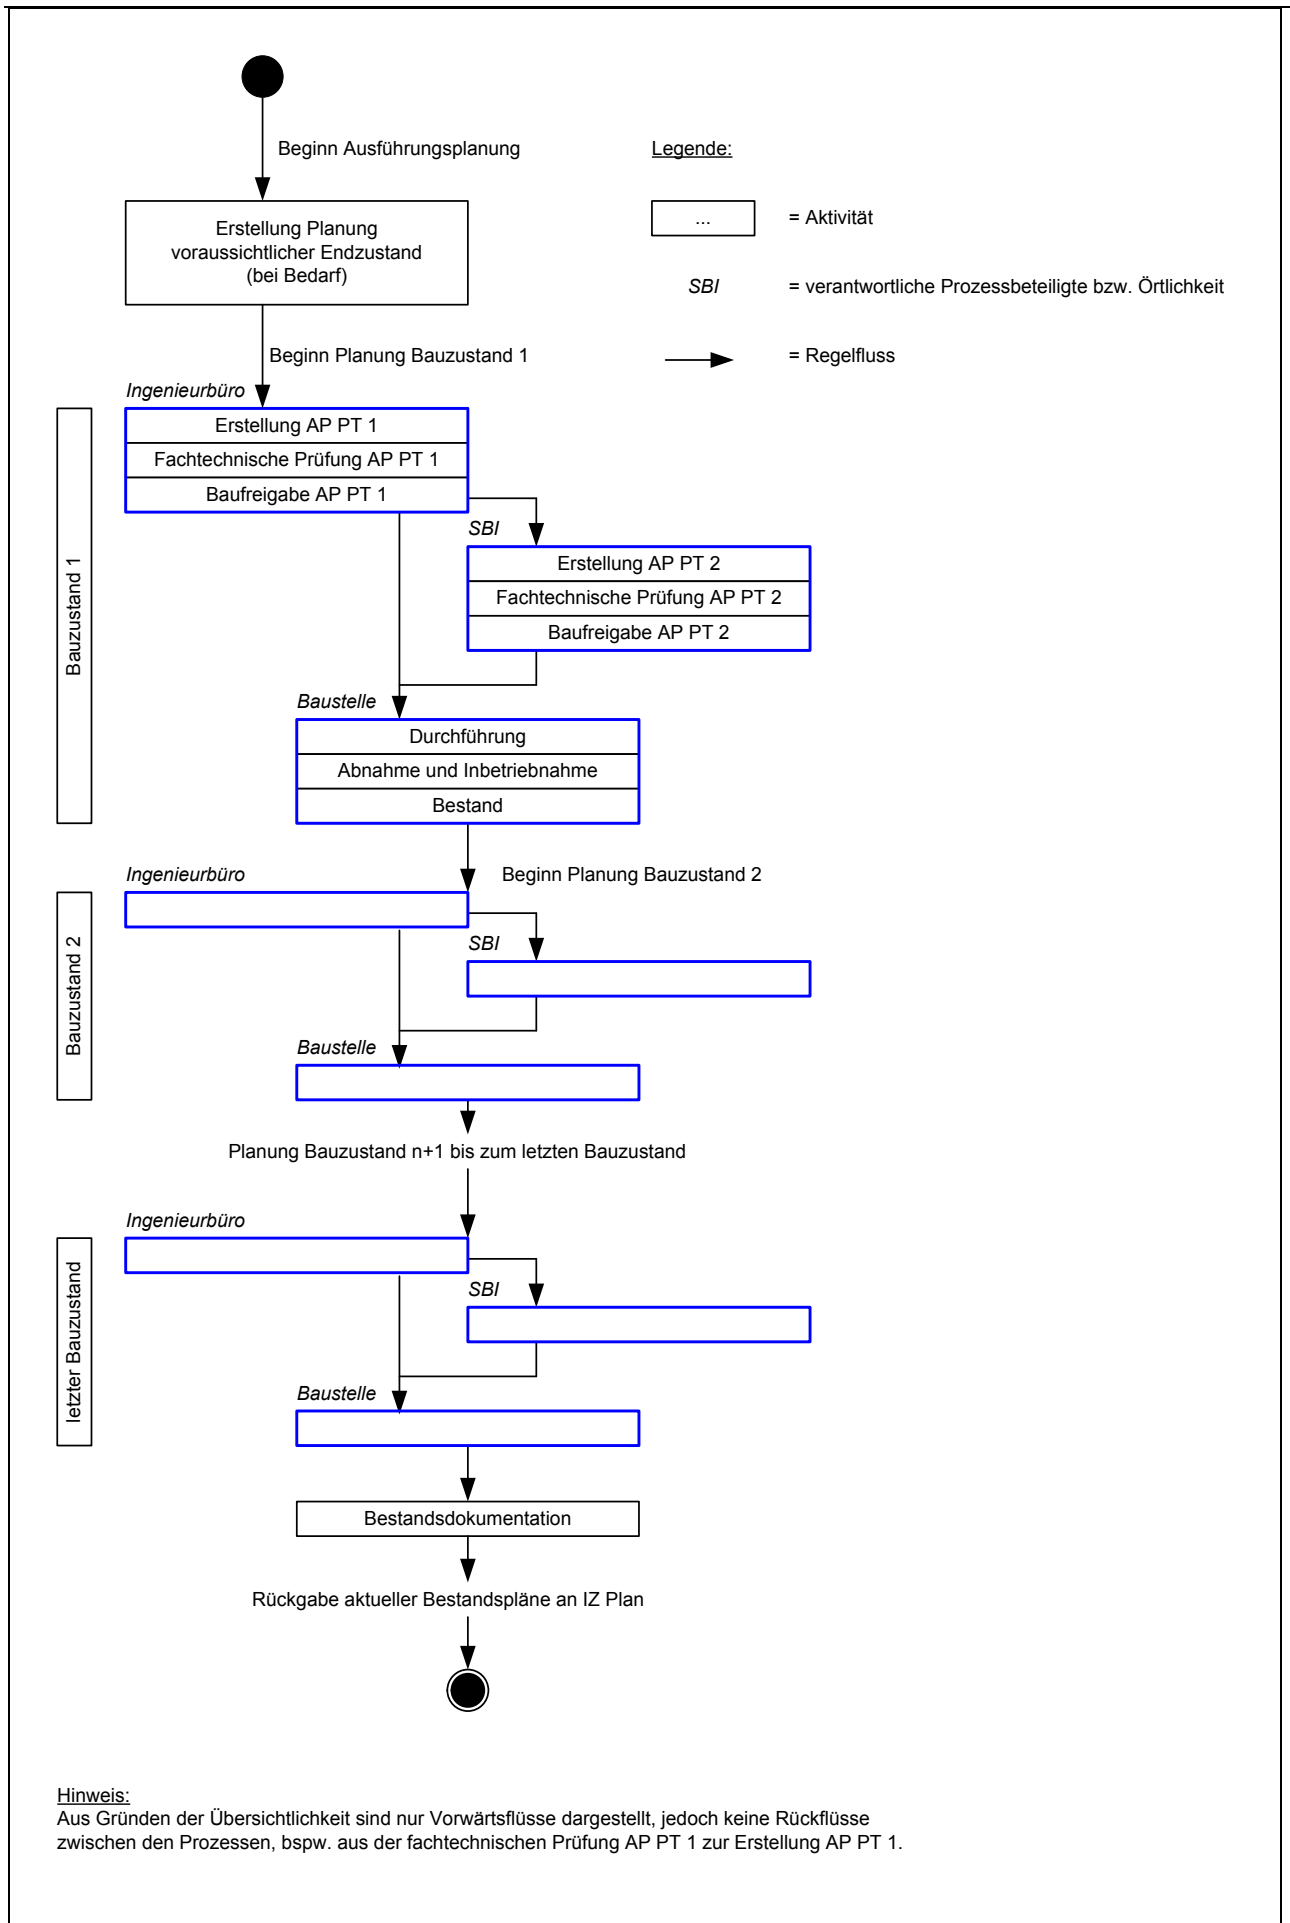 Beginn Ausführungsplanung
Legende:
Erstellung Planung
voraussichtlicher Endzustand
(bei Bedarf)
...
= Aktivität
SBI
= verantwortliche Prozessbeteiligte bzw. Örtlichkeit
= Regelfluss
Beginn Planung Bauzustand 1
Bauzustand 1
Ingenieurbüro
Erstellung AP PT 1
Fachtechnische Prüfung AP PT 1
Baufreigabe AP PT 1
SBI
Erstellung AP PT 2
Fachtechnische Prüfung AP PT 2
Baufreigabe AP PT 2
Baustelle
Durchführung
Abnahme und Inbetriebnahme
Bestand
Beginn Planung Bauzustand 2
Bauzustand 2
Ingenieurbüro
SBI
Baustelle
Planung Bauzustand n+1 bis zum letzten Bauzustand
letzter Bauzustand
Ingenieurbüro
SBI
Baustelle
Bestandsdokumentation
Rückgabe aktueller Bestandspläne an IZ Plan
Hinweis:
Aus Gründen der Übersichtlichkeit sind nur Vorwärtsflüsse dargestellt, jedoch keine Rückflüsse
zwischen den Prozessen, bspw. aus der fachtechnischen Prüfung AP PT 1 zur Erstellung AP PT 1.